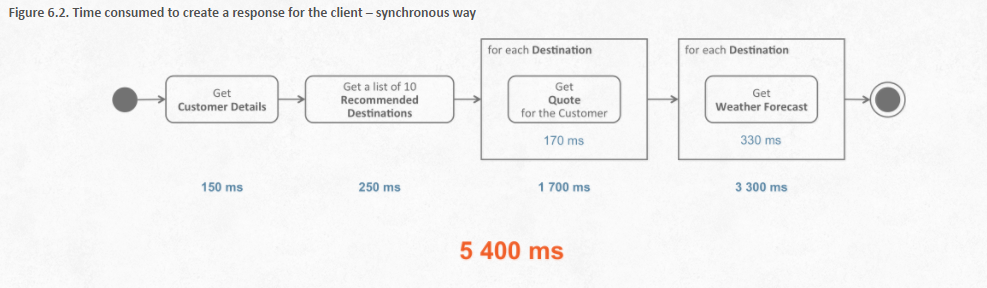 Figure 6.2. Time consumed to create a response for the client – synchronous way
for each Destination
for each Destination
Get
Customer Details
Get a list of 10
Recommended
Destinations
Get
Quote
for the Customer
Get
Weather Forecast
170 ms
330 ms
150 ms
250 ms
1 700 ms
3 300 ms
5 400 ms